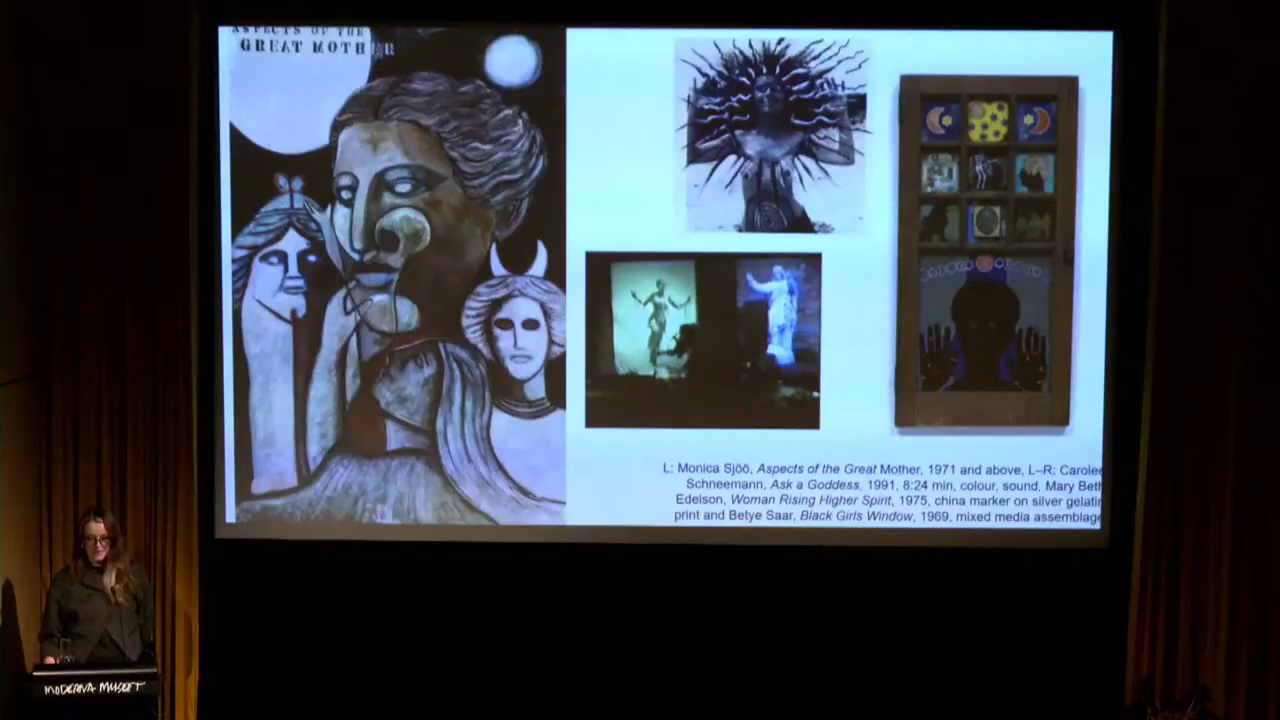 ASPECTS OF THE
GREAT MOTHER
L: Monica Sjöö, Aspects of the Great Mother, 1971 and above, L–R: Carolee
Schneemann, Ask a Goddess, 1991, 8:24 min, colour, sound, Mary Beth
Edelson, Woman Rising Higher Spirit, 1975, china marker on silver gelatin
print and Betye Saar, Black Girls Window, 1969, mixed media assemblage
MODERNA MUSEET